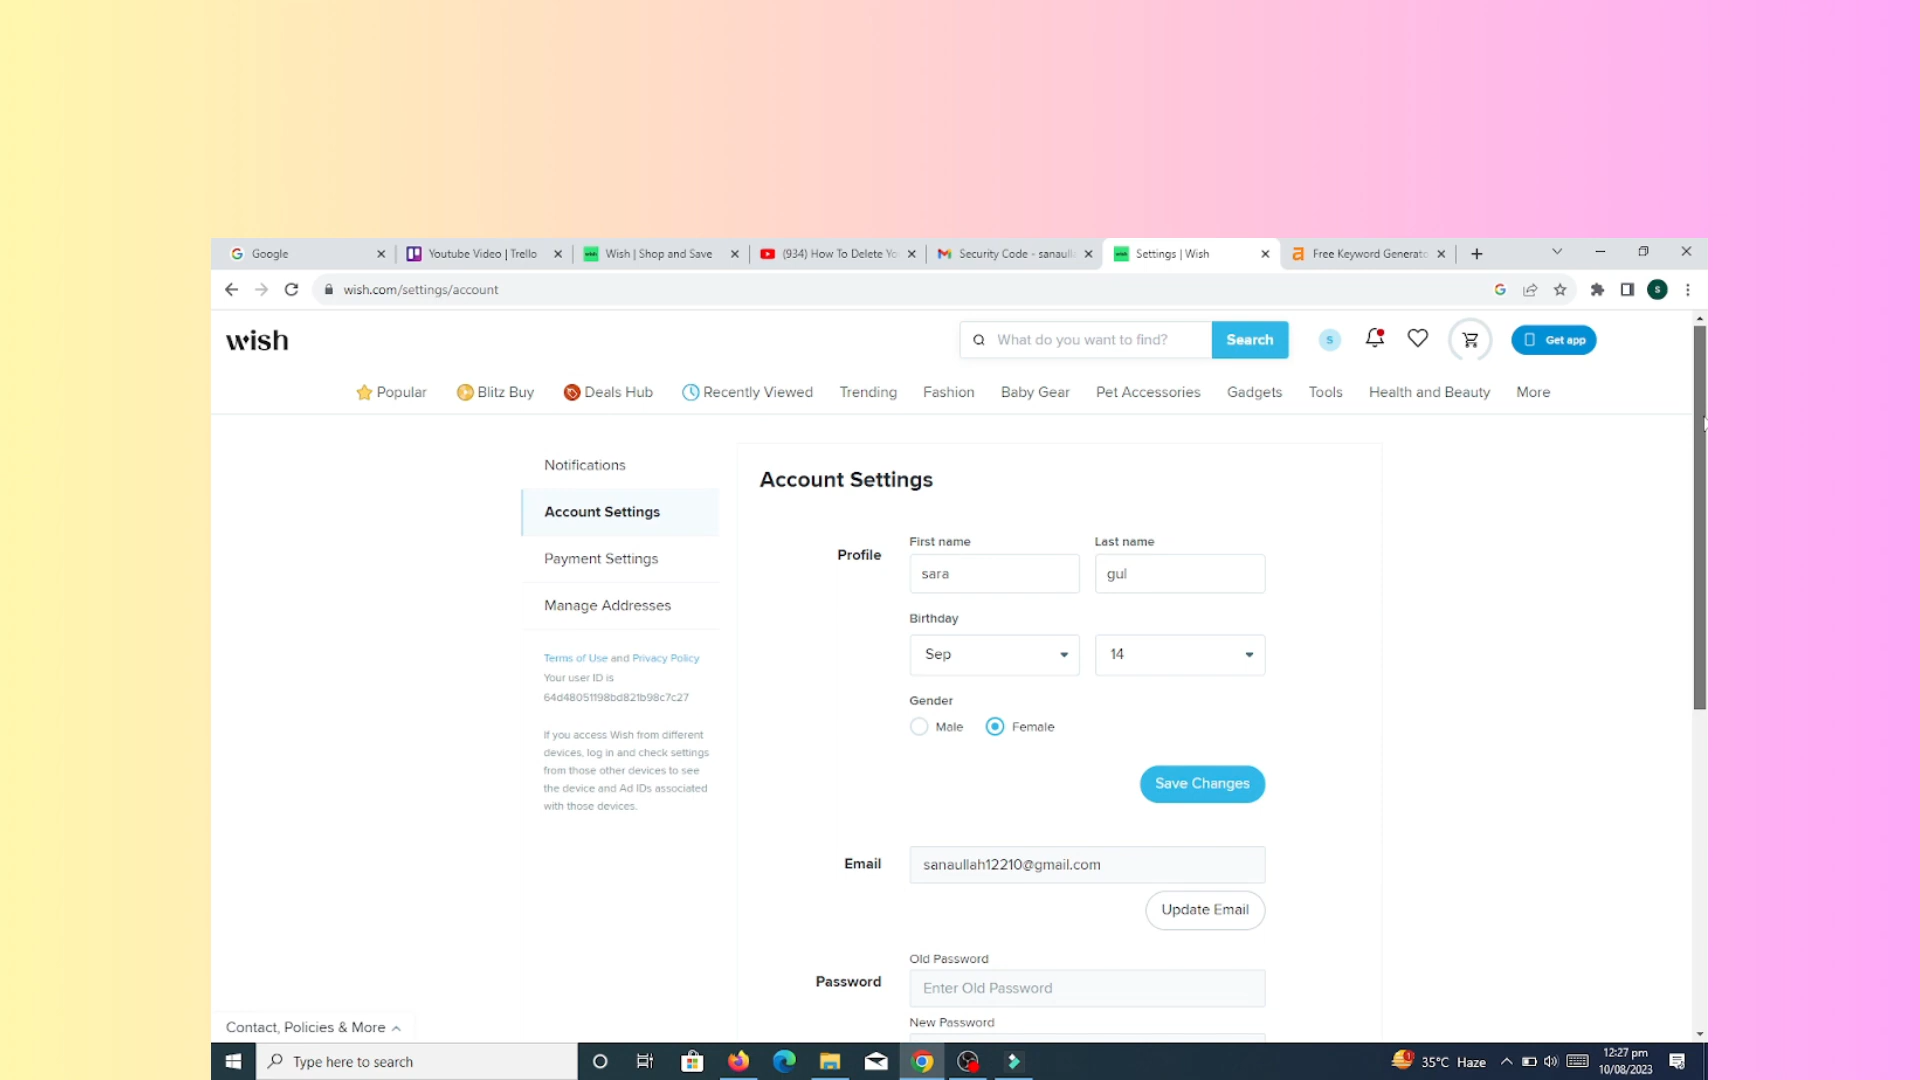 Google
Youtube Video | Trello
Wish | Shop and Save
(934) How To Delete Yo
Security Code - sanaull
Settings | Wish
Free Keyword Generato
wish.com/settings/account
S
wish
What do you want to find?
Search
S
Get app
Popular
Blitz Buy
Deals Hub
Recently Viewed
Trending
Fashion
Baby Gear
Pet Accessories
Gadgets
Tools
Health and Beauty
More
Notifications
Account Settings
Payment Settings
Manage Addresses
Terms of Use and Privacy Policy
Your user ID is
64d48051198bd821b98c7c27
If you access Wish from different
devices, log in and check settings
from those other devices to see
the device and Ad IDs associated
with those devices.
Account Settings
Profile
First name
Last name
sara
gul
Birthday
Sep
14
Gender
Male
Female
Save Changes
Email
sanaullah12210@gmail.com
Update Email
Password
Old Password
Enter Old Password
New Password
Contact, Policies & More
Type here to search
35°C Haze
12:27 pm
10/08/2023